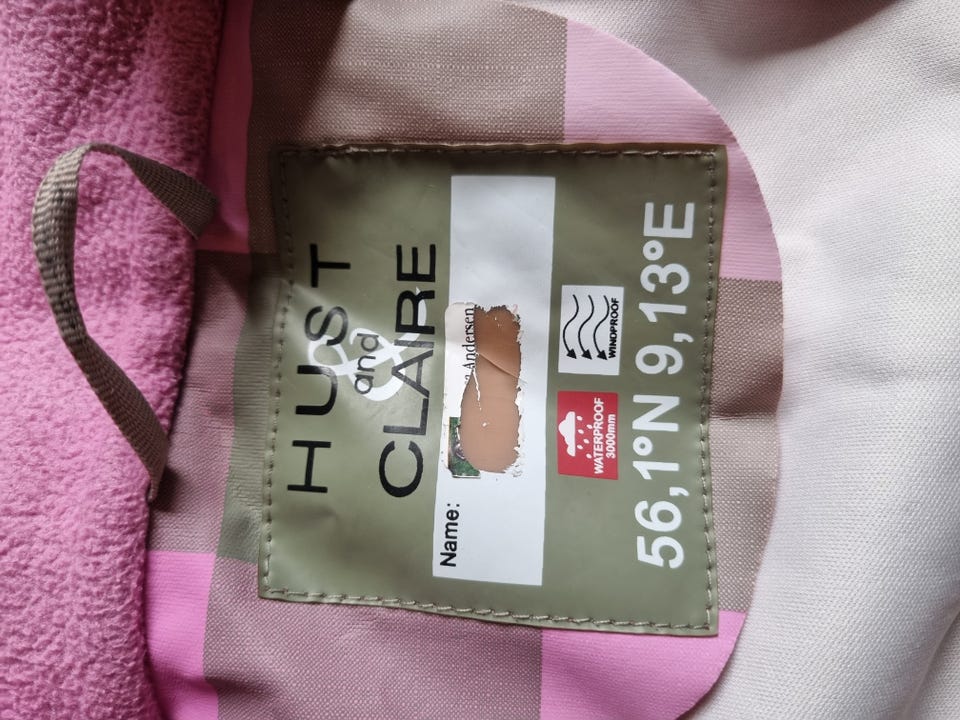 HUST
and
&
CLAIRE
Andersen
Name:
WINDPROOF
WATERPROOF
3000mm
56,1°N 9,13°E